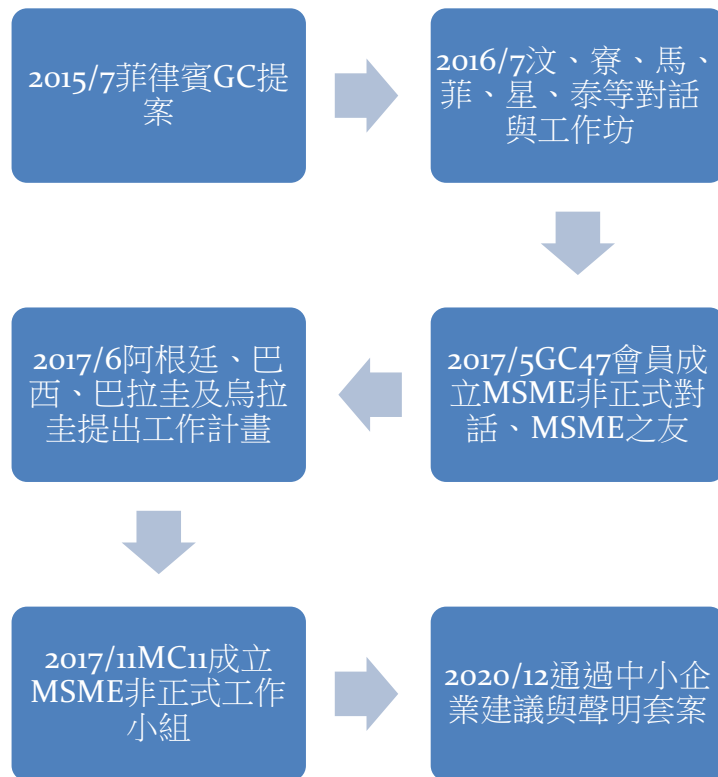 2015/7菲律賓GC提
案
2016/7汶、寮、馬、
菲、星、泰等對話
與工作坊
2017/5GC47會員成
立MSME非正式對
話、MSME之友
2017/6阿根廷、巴
西、巴拉圭及烏拉
圭提出工作計畫
2017/11MC11成立
MSME非正式工作
小組
2020/12通過中小企
業建議與聲明套案